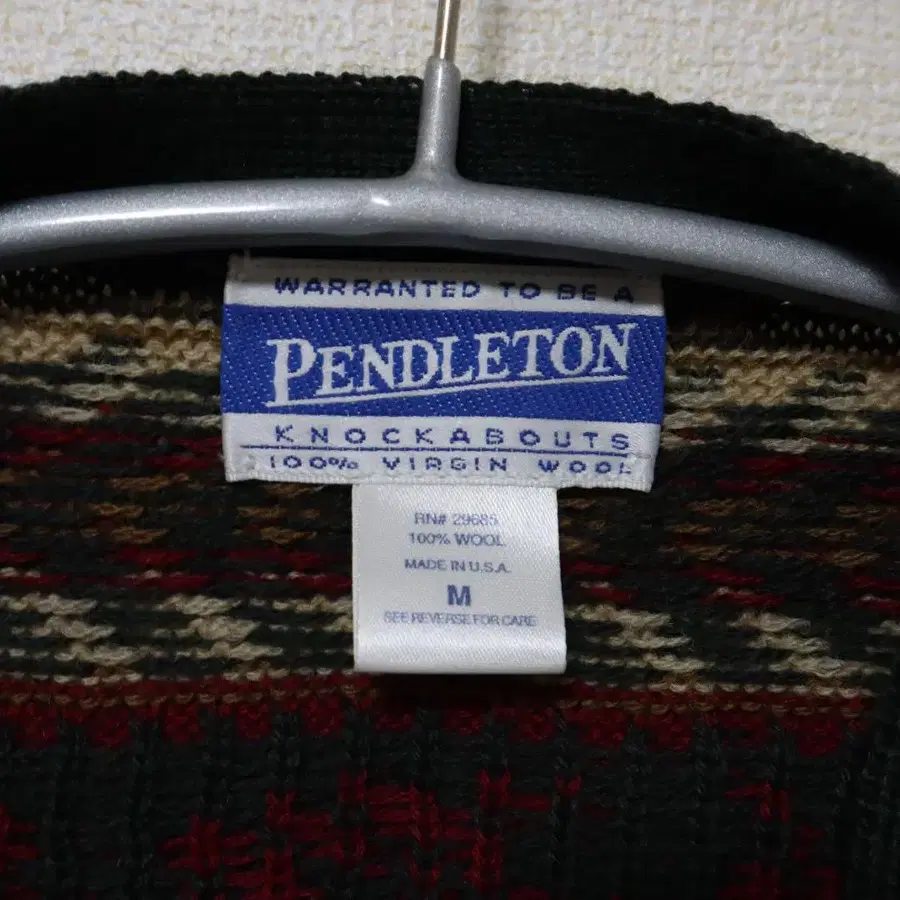 WARRANTED TO BE A
PENDLETON
KNOCKABOUTS
100% VIRGIN WOOL
RN# 29685
100% WOOL
MADE IN U.S.A.
M
SEE REVERSE FOR CARE